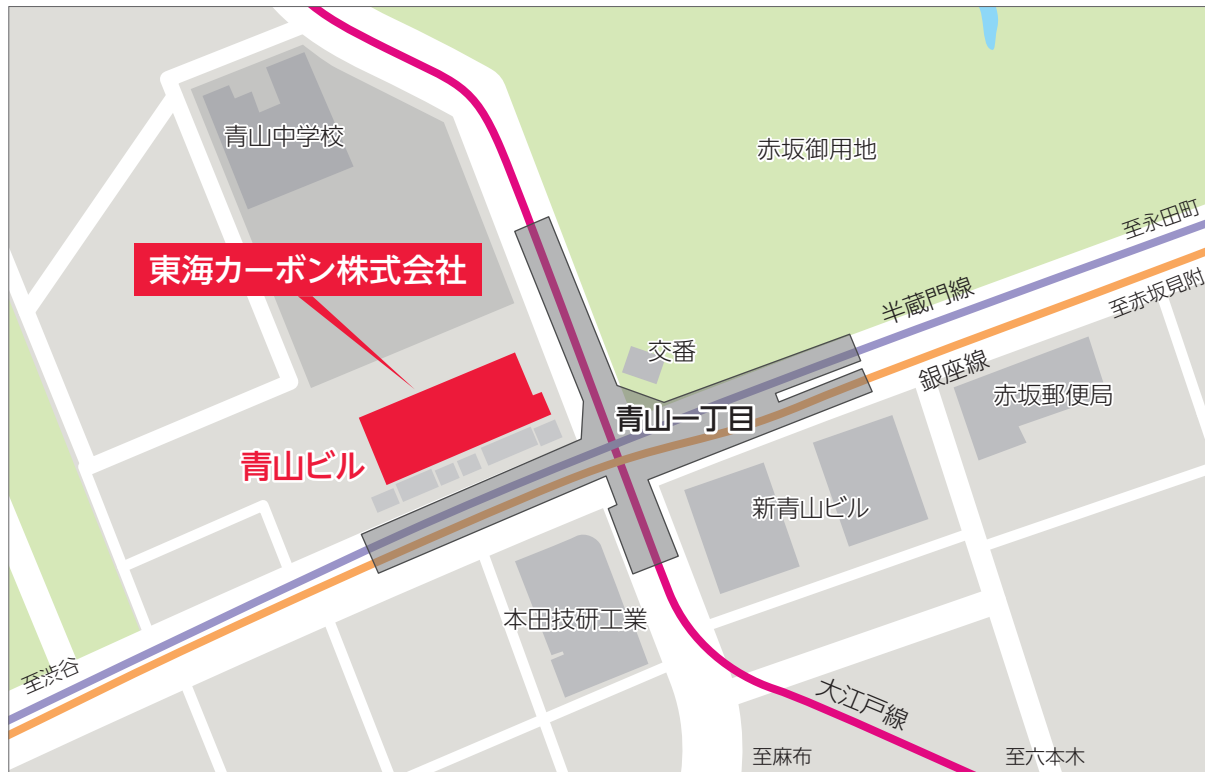 青山中学校
赤坂御用地
至永田町
東海カーボン株式会社
半蔵門線
至赤坂見附
交番
銀座線
赤坂郵便局
青山一丁目
青山ビル
新青山ビル
本田技研工業
至渋谷
大江戸線
至麻布
至六本木